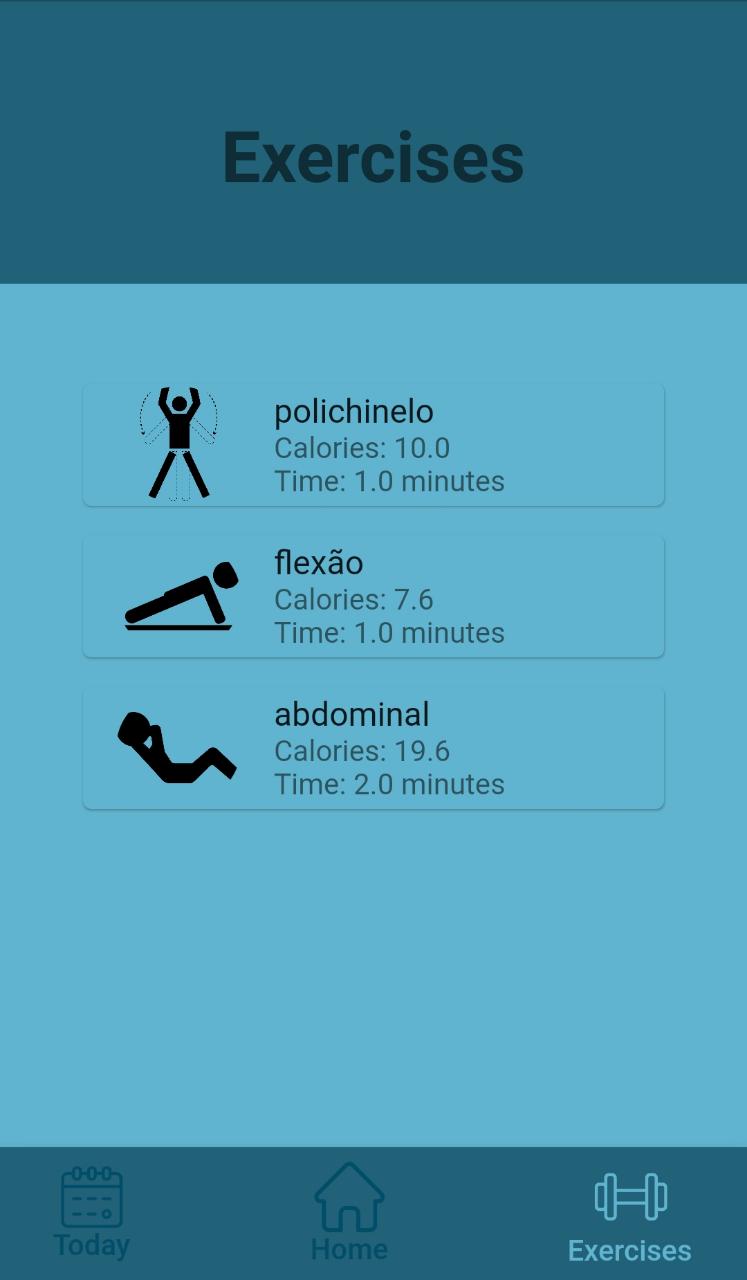 Exercises
polichinelo
Calories: 10.0
Time: 1.0 minutes
flexão
Calories: 7.6
Time: 1.0 minutes
abdominal
Calories: 19.6
Time: 2.0 minutes
Today
Home
Exercises